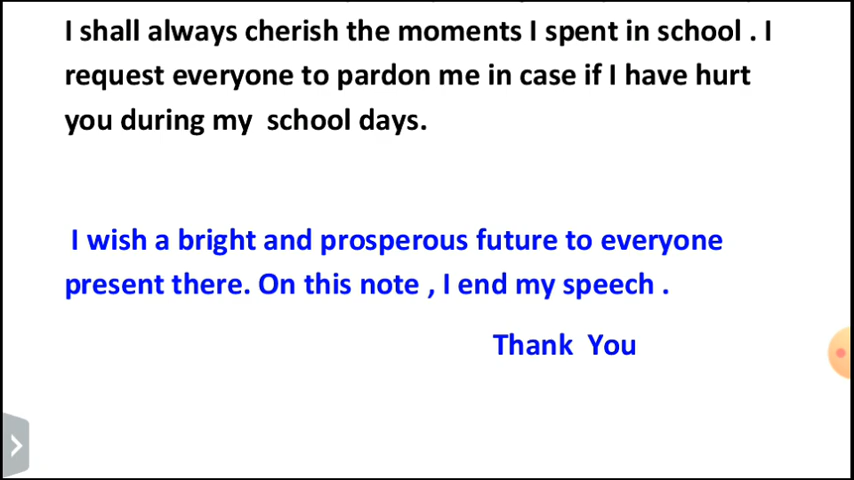 I shall always cherish the moments I spent in school . I
request everyone to pardon me in case if I have hurt
you during my  school days.
I wish a bright and prosperous future to everyone
present there. On this note , I end my speech .
Thank  You